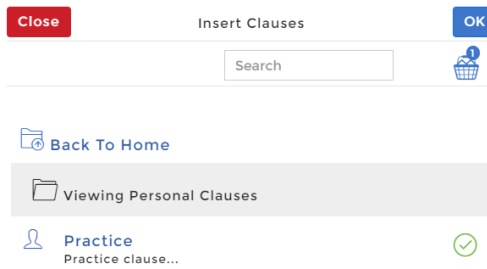 Close Insert Clauses OK
Search 1
Back To Home
Viewing Personal Clauses
Practice
Practice clause...